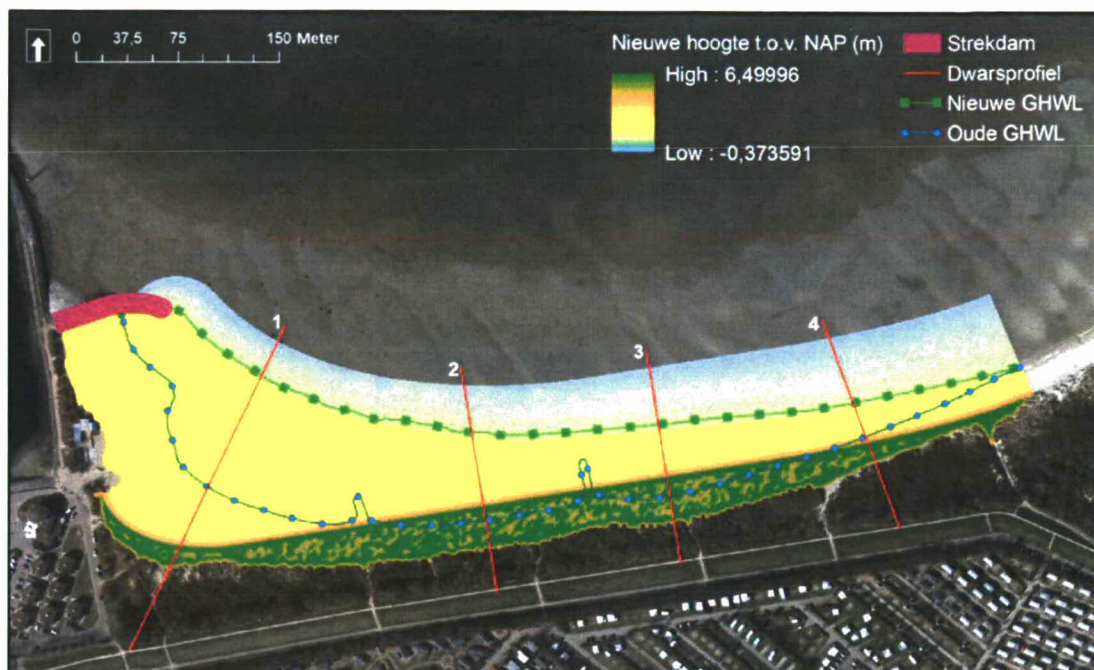 0 37,5 75 150 Meter
Nieuwe hoogte t.o.v. NAP (m)
High : 6,49996
Low : -0,373591
Strekdam
Dwarsprofiel
Nieuwe GHWL
Oude GHWL
1
2
3
4